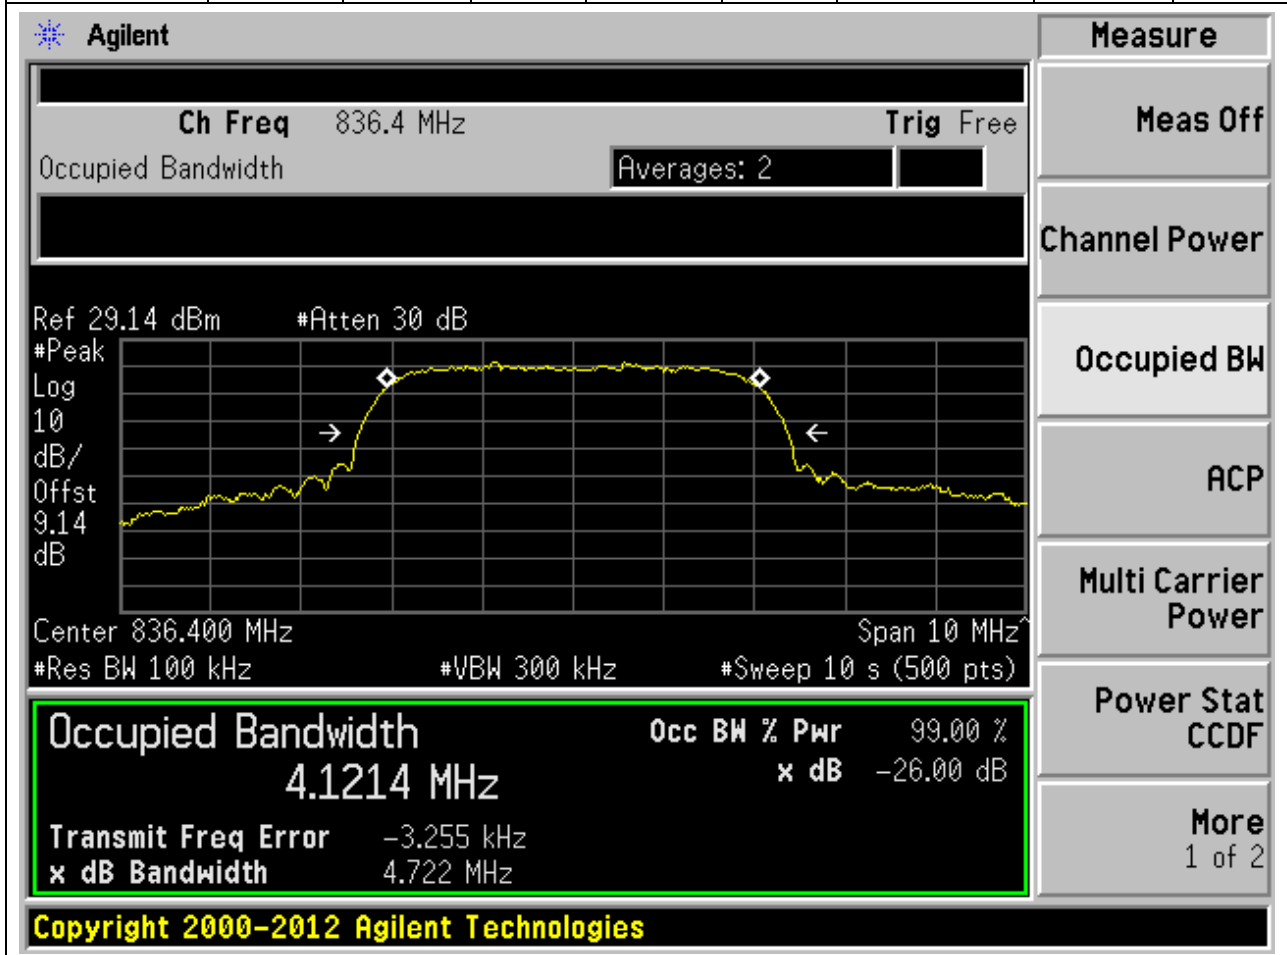 Agilent
Measure
Ch Freq 836.4 MHz Trig Free
Meas Off
Occupied Bandwidth Averages: 2
Channel Power
Ref 29.14 dBm #Atten 30 dB
#Peak
Log
10
dB/
Offst
9.14
dB
Occupied BW
ACP
Center 836.400 MHz Span 10 MHz^
#Res BW 100 kHz #VBW 300 kHz #Sweep 10 s (500 pts)
Multi Carrier
Power
Occupied Bandwidth Occ BW % Pwr 99.00 %
4.1214 MHz x dB -26.00 dB
Transmit Freq Error -3.255 kHz
x dB Bandwidth 4.722 MHz
Power Stat
CCDF
More
1 of 2
Copyright 2000-2012 Agilent Technologies